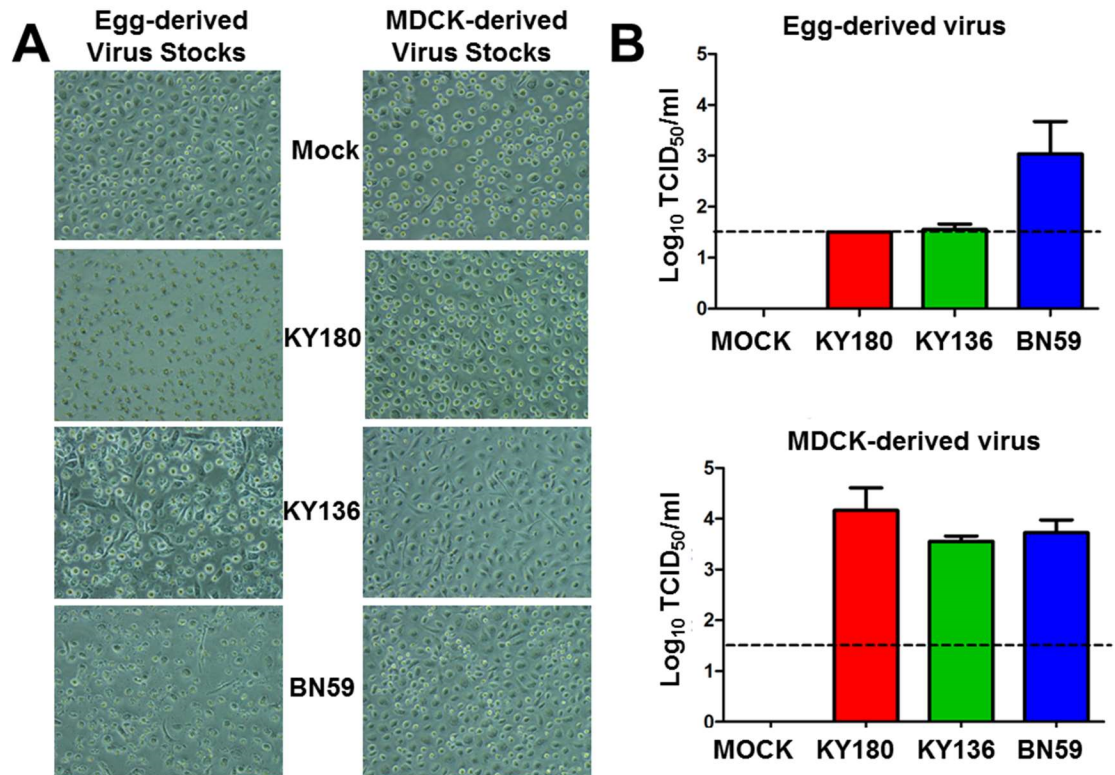 A
Egg-derived
Virus Stocks
MDCK-derived
Virus Stocks
Mock
KY180
KY136
BN59
B
Egg-derived virus
Log₁₀ TCID₅₀/ml
5
4
3
2
1
0
MOCK KY180 KY136 BN59
MDCK-derived virus
Log₁₀ TCID₅₀/ml
5
4
3
2
1
0
MOCK KY180 KY136 BN59